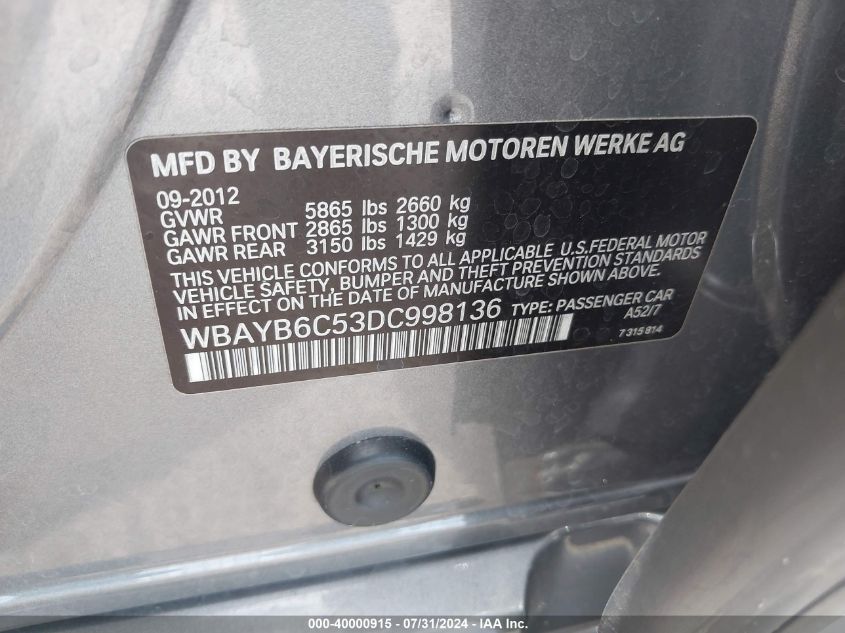 MFD BY BAYERISCHE MOTOREN WERKE AG
09-2012
GVWR 5865 lbs 2660 kg
GAWR FRONT 2865 lbs 1300 kg
GAWR REAR 3150 lbs 1429 kg
THIS VEHICLE CONFORMS TO ALL APPLICABLE U.S.FEDERAL MOTOR
VEHICLE SAFETY, BUMPER AND THEFT PREVENTION STANDARDS
IN EFFECT ON THE DATE OF MANUFACTURE SHOWN ABOVE.
WBAYB6C53DC998136 TYPE: PASSENGER CAR
A52/7
7 315 814
000-40000915 - 07/31/2024 - IAA Inc.